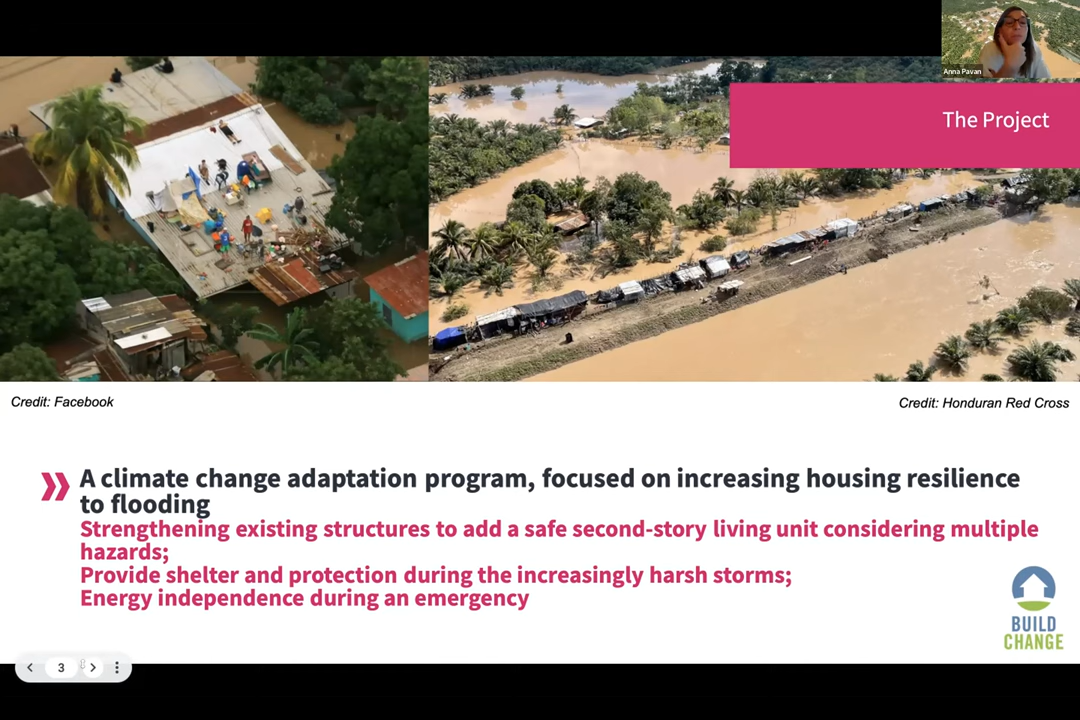 Anna Pavan
The Project
Credit: Facebook
Credit: Honduran Red Cross
A climate change adaptation program, focused on increasing housing resilience
to flooding
Strengthening existing structures to add a safe second-story living unit considering multiple
hazards;
Provide shelter and protection during the increasingly harsh storms;
Energy independence during an emergency
BUILD
CHANGE
3